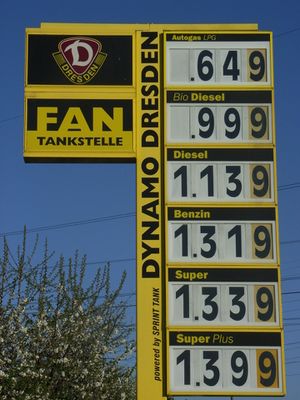 D
DRESDEN
FAN
TANKSTELLE
DYNAMO DRESDEN
powered by SPRINT TANK
Autogas LPG
.649
Bio Diesel
.999
Diesel
1.139
Benzin
1.319
Super
1.339
Super Plus
1.399